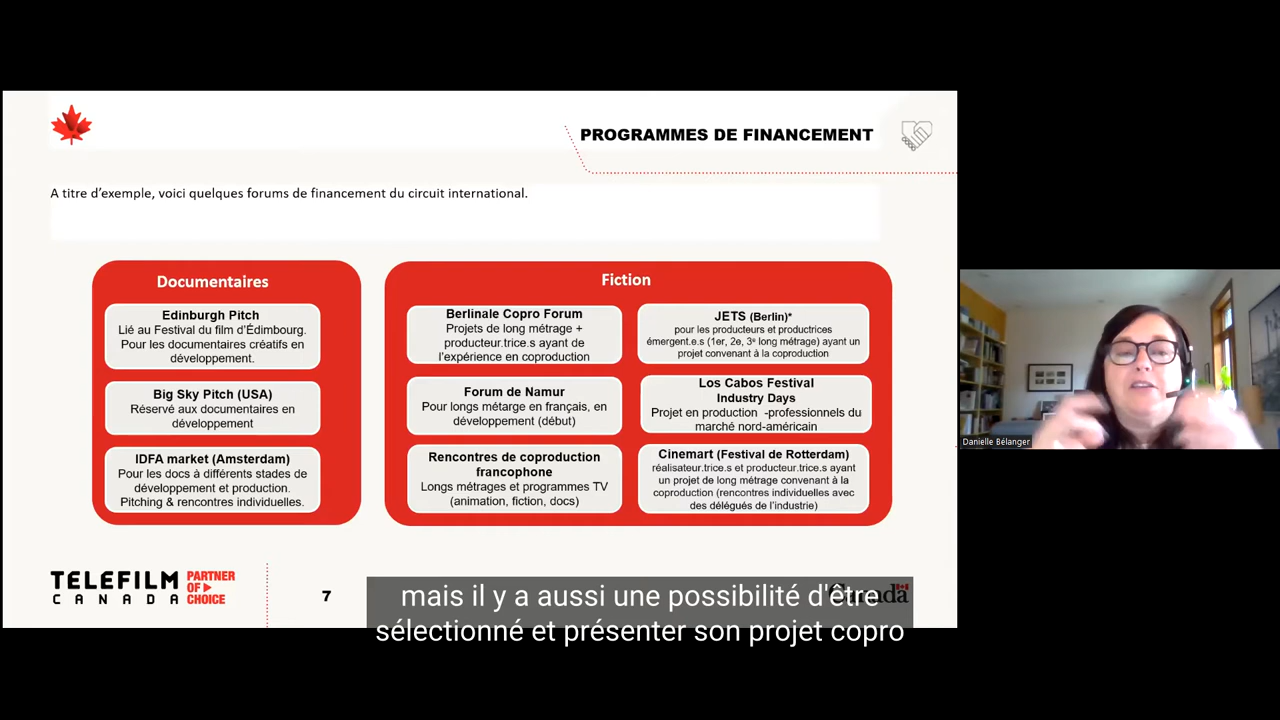 PROGRAMMES DE FINANCEMENT
A titre d'exemple, voici quelques forums de financement du circuit international.
Documentaires
Edinburgh Pitch
Lié au Festival du film d'Édimbourg.
Pour les documentaires créatifs en
développement.
Big Sky Pitch (USA)
Réservé aux documentaires en
développement
IDFA market (Amsterdam)
Pour les docs à différents stades de
développement et production.
Pitching & rencontres individuelles.
Fiction
Berlinale Copro Forum
Projets de long métrage +
producteur.trice.s ayant de
l'expérience en coproduction
Forum de Namur
Pour longs métarge en français, en
développement (début)
Rencontres de coproduction
francophone
Longs métrages et programmes TV
(animation, fiction, docs)
JETS (Berlin)*
pour les producteurs et productrices
émergent.e.s (1er, 2e, 3e long métrage) ayant un
projet convenant à la coproduction
Los Cabos Festival
Industry Days
Projet en production -professionnels du
marché nord-américain
Cinemart (Festival de Rotterdam)
réalisateur.trice.s et producteur.trice.s ayant
un projet de long métrage convenant à la
coproduction (rencontres individuelles avec
des délégués de l'industrie)
Danielle Bélanger
TELEFILM
CANADA
PARTNER
OF
CHOICE
7
Canada
mais il y a aussi une possibilité d'être
sélectionné et présenter son projet copro